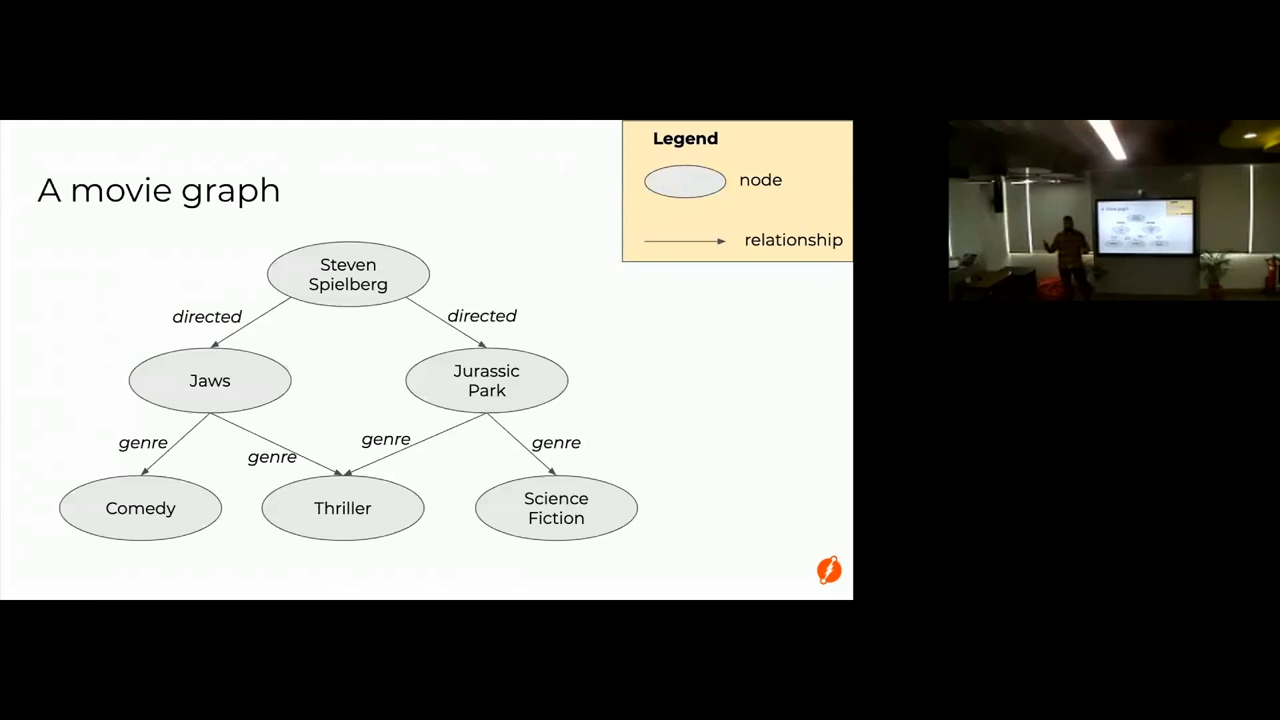 A movie graph
Legend
node
relationship
Steven
Spielberg
directed
directed
Jaws
Jurassic
Park
genre
genre
genre
genre
Comedy
Thriller
Science
Fiction